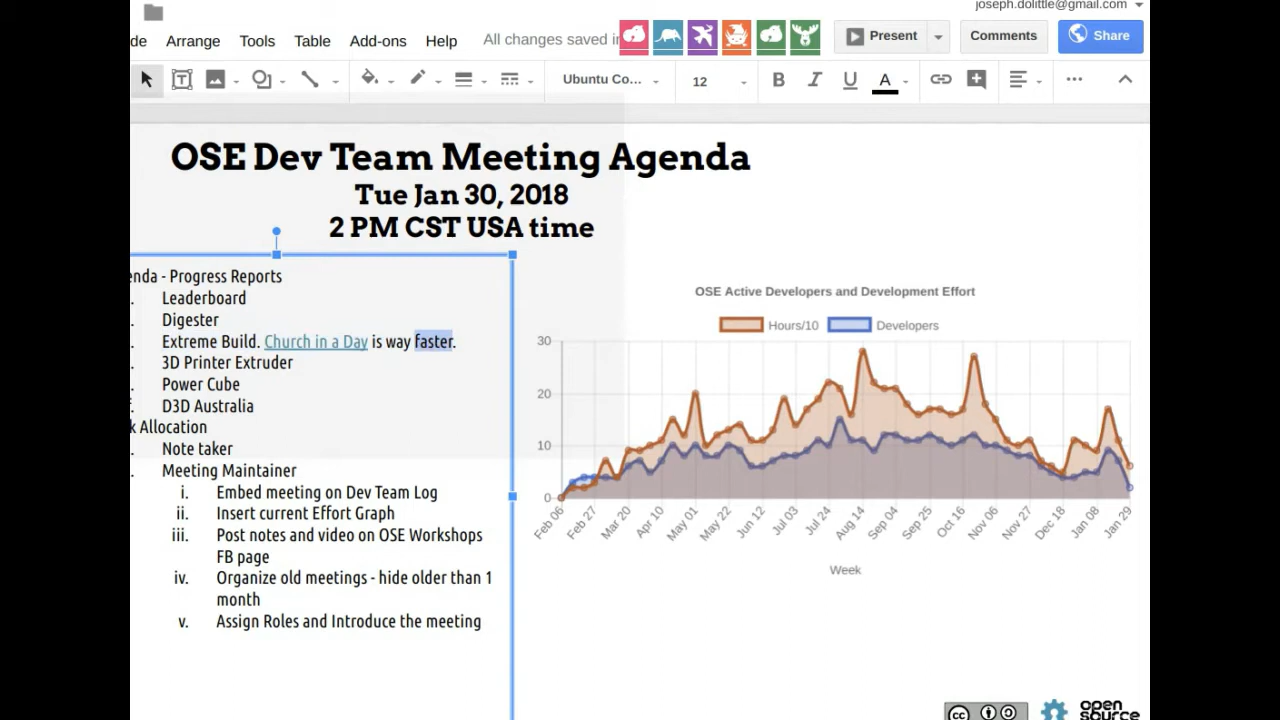 joseph.dolittle@gmail.com
de Arrange Tools Table Add-ons Help All changes saved in Present Comments Share
Ubuntu Co... 12 B I U A
OSE Dev Team Meeting Agenda
Tue Jan 30, 2018
2 PM CST USA time
enda - Progress Reports
Leaderboard
Digester
Extreme Build. Church in a Day is way faster.
3D Printer Extruder
Power Cube
D3D Australia
k Allocation
Note taker
Meeting Maintainer
i. Embed meeting on Dev Team Log
ii. Insert current Effort Graph
iii. Post notes and video on OSE Workshops
FB page
iv. Organize old meetings - hide older than 1
month
v. Assign Roles and Introduce the meeting
OSE Active Developers and Development Effort
Hours/10 Developers
30
20
10
0
Feb 06 Feb 27 Mar 20 Apr 10 May 01 May 22 Jun 12 Jul 03 Jul 24 Aug 14 Sep 04 Sep 25 Oct 16 Nov 06 Nov 27 Dec 18 Jan 08 Jan 29
Week
cc
open
source